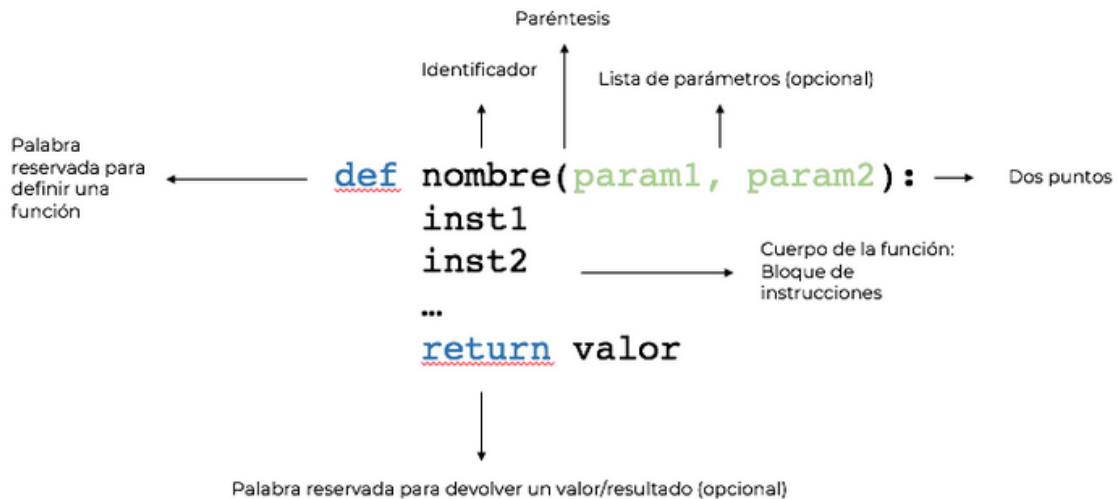 Paréntesis
Identificador
Lista de parámetros (opcional)
Palabra
reservada para
definir una
función
def nombre(param1, param2):
Dos puntos
inst1
inst2
Cuerpo de la función:
Bloque de
instrucciones
…
return valor
Palabra reservada para devolver un valor/resultado (opcional)